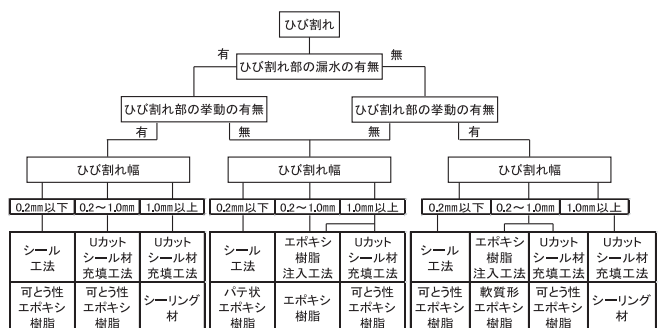 ひび割れ
有 無
ひび割れ部の漏水の有無
ひび割れ部の挙動の有無 ひび割れ部の挙動の有無
有 無 無 有
ひび割れ幅 ひび割れ幅 ひび割れ幅
0.2mm以下 0.2～1.0mm 1.0mm以上 0.2mm以下 0.2～1.0mm 1.0mm以上 0.2mm以下 0.2～1.0mm 1.0mm以上
シール
工法
Uカット
シール材
充填工法
Uカット
シール材
充填工法
シール
工法
エポキシ
樹脂
注入工法
Uカット
シール材
充填工法
シール
工法
エポキシ
樹脂
注入工法
Uカット
シール材
充填工法
Uカット
シール材
充填工法
可とう性
エポキシ
樹脂
可とう性
エポキシ
樹脂
シーリング
材
パテ状
エポキシ
樹脂
エポキシ
樹脂
可とう性
エポキシ
樹脂
可とう性
エポキシ
樹脂
軟質形
エポキシ
樹脂
可とう性
エポキシ
樹脂
シーリング
材